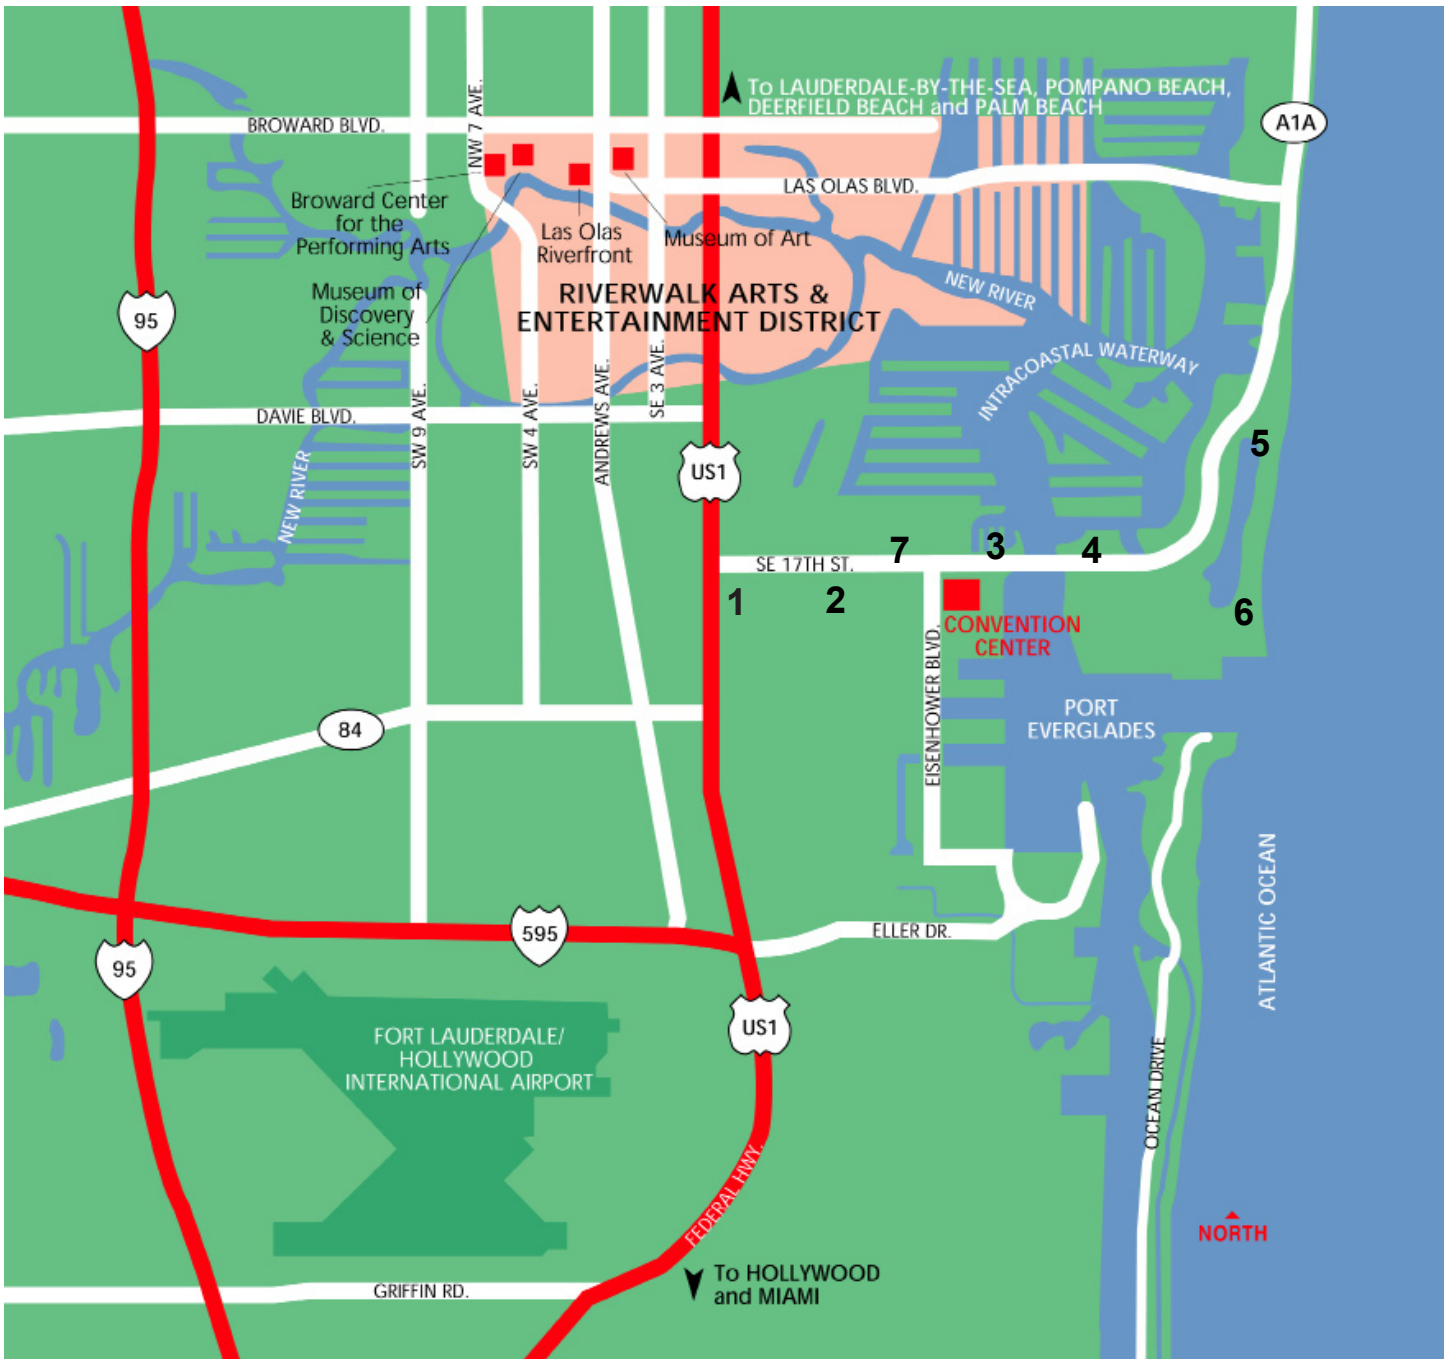 To LAUDERDALE-BY-THE-SEA, POMPANO BEACH,
DEERFIELD BEACH and PALM BEACH
A1A
BROWARD BLVD.
NW 7 AVE.
LAS OLAS BLVD.
Broward Center
for the
Performing Arts
Las Olas
Riverfront
Museum of Art
Museum of
Discovery
& Science
RIVERWALK ARTS &
ENTERTAINMENT DISTRICT
NEW RIVER
INTRACOASTAL WATERWAY
95
DAVIE BLVD.
SW 9 AVE.
SW 4 AVE.
ANDREWS AVE.
SE 3 AVE.
US1
NEW RIVER
5
7
3
4
SE 17TH ST.
1
2
6
CONVENTION
CENTER
EISENHOWER BLVD.
PORT
EVERGLADES
84
ATLANTIC OCEAN
595
ELLER DR.
95
US1
FORT LAUDERDALE/
HOLLYWOOD
INTERNATIONAL AIRPORT
OCEAN DRIVE
FEDERAL HWY.
NORTH
To HOLLYWOOD
and MIAMI
GRIFFIN RD.